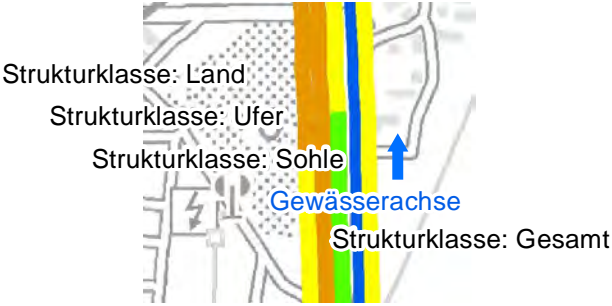 Strukturklasse: Land
Strukturklasse: Ufer
Strukturklasse: Sohle
Gewässerachse
Strukturklasse: Gesamt